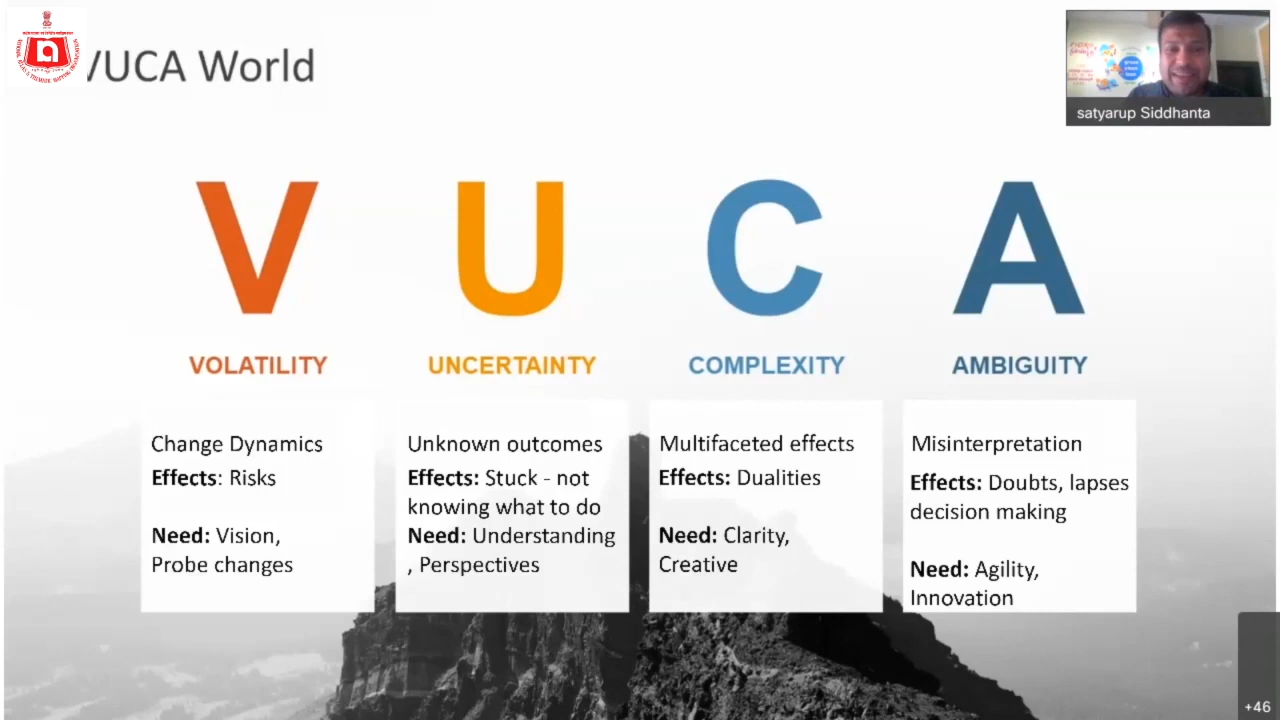 VUCA World
satyarup Siddhanta
V U C A
VOLATILITY
Change Dynamics
Effects: Risks
Need: Vision,
Probe changes
UNCERTAINTY
Unknown outcomes
Effects: Stuck - not
knowing what to do
Need: Understanding
, Perspectives
COMPLEXITY
Multifaceted effects
Effects: Dualities
Need: Clarity,
Creative
AMBIGUITY
Misinterpretation
Effects: Doubts, lapses
decision making
Need: Agility,
Innovation
+46